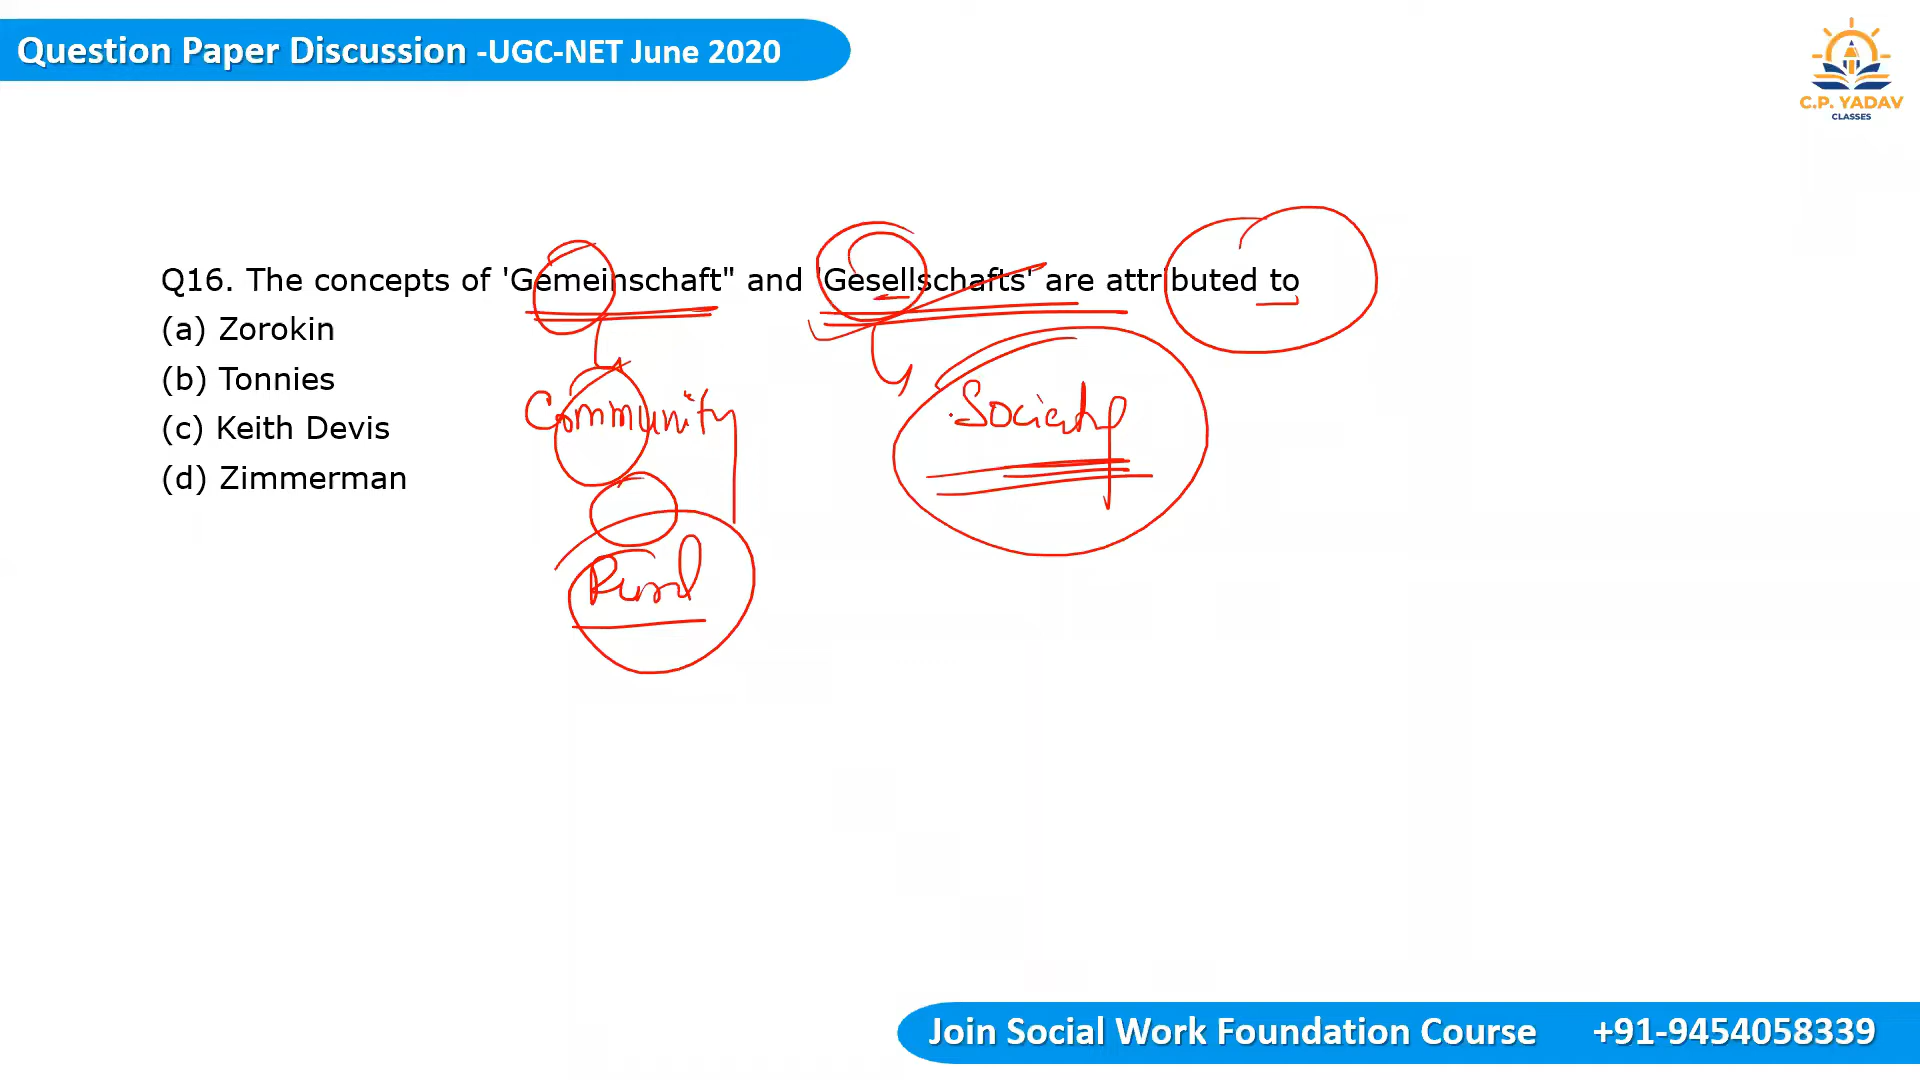 Question Paper Discussion -UGC-NET June 2020
C.P. YADAV
CLASSES
Q16. The concepts of 'Gemeinschaft" and 'Gesellschafts' are attributed to
(a) Zorokin
(b) Tonnies
(c) Keith Devis
(d) Zimmerman
Community
Society
Rural
Join Social Work Foundation Course +91-9454058339